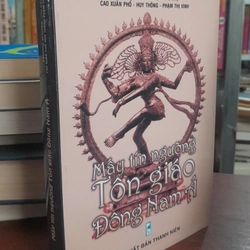 CAO XUÂN PHỔ - HUY THÔNG - PHẠM THỊ VINH
Mấy tín ngưỡng
Tôn giáo
Đông Nam Á
XUẤT BẢN THANH NIÊN